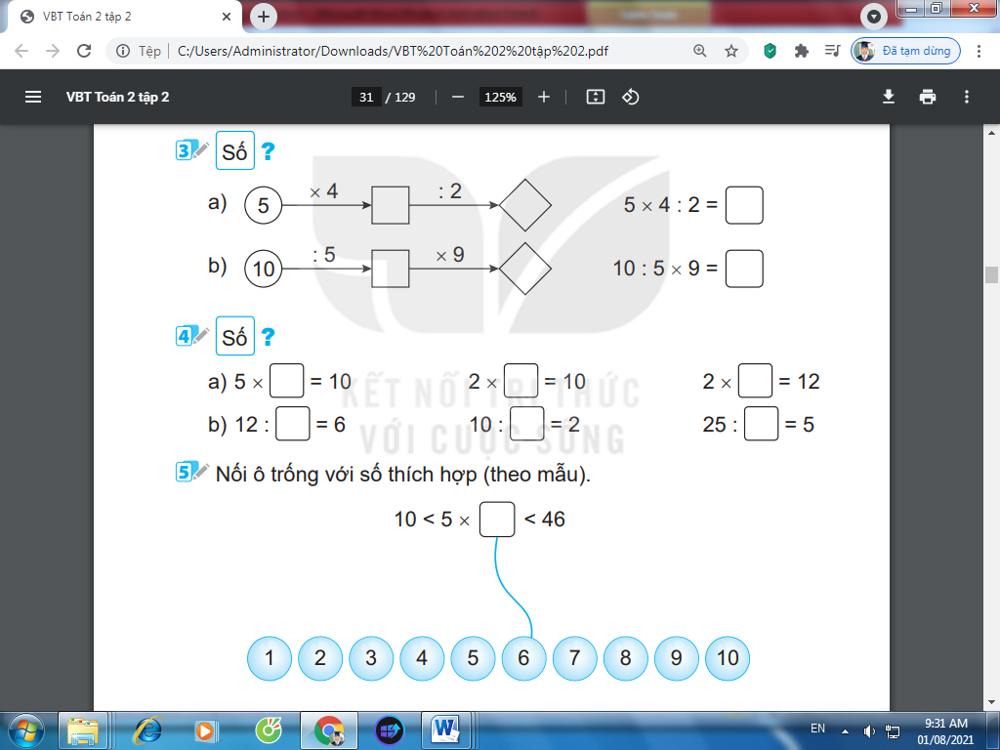 VBT Toán 2 tập 2
Tệp | C:/Users/Administrator/Downloads/VBT%20Toán%202%20tập%202.pdf
Đã tạm dừng
VBT Toán 2 tập 2
31 / 129
125%
3 Số ?
a) 5 × 4 : 2 5 × 4 : 2 =
b) 10 : 5 × 9 10 : 5 × 9 =
4 Số ?
a) 5 × = 10 2 × = 10 2 × = 12
KẾT NỐI TRI THỨC
b) 12 : = 6 10 : = 2 25 : = 5
VỚI CUỘC SỐNG
5 Nối ô trống với số thích hợp (theo mẫu).
10 < 5 × < 46
1 2 3 4 5 6 7 8 9 10
EN
9:31 AM
01/08/2021